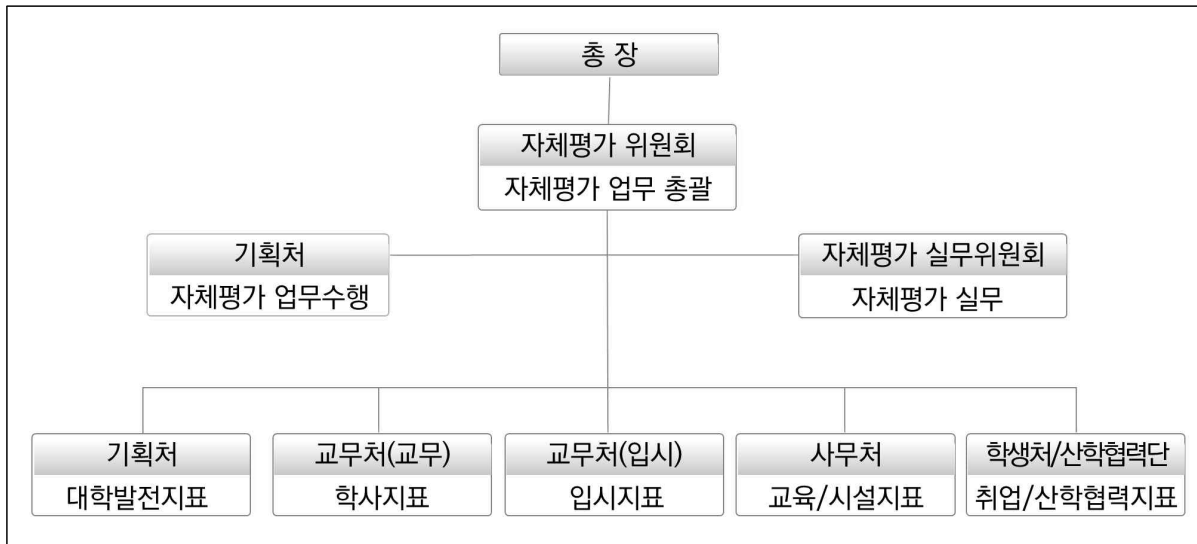 총 장
자체평가 위원회
자체평가 업무 총괄
기획처
자체평가 업무수행
자체평가 실무위원회
자체평가 실무
기획처
대학발전지표
교무처(교무)
학사지표
교무처(입시)
입시지표
사무처
교육/시설지표
학생처/산학협력단
취업/산학협력지표